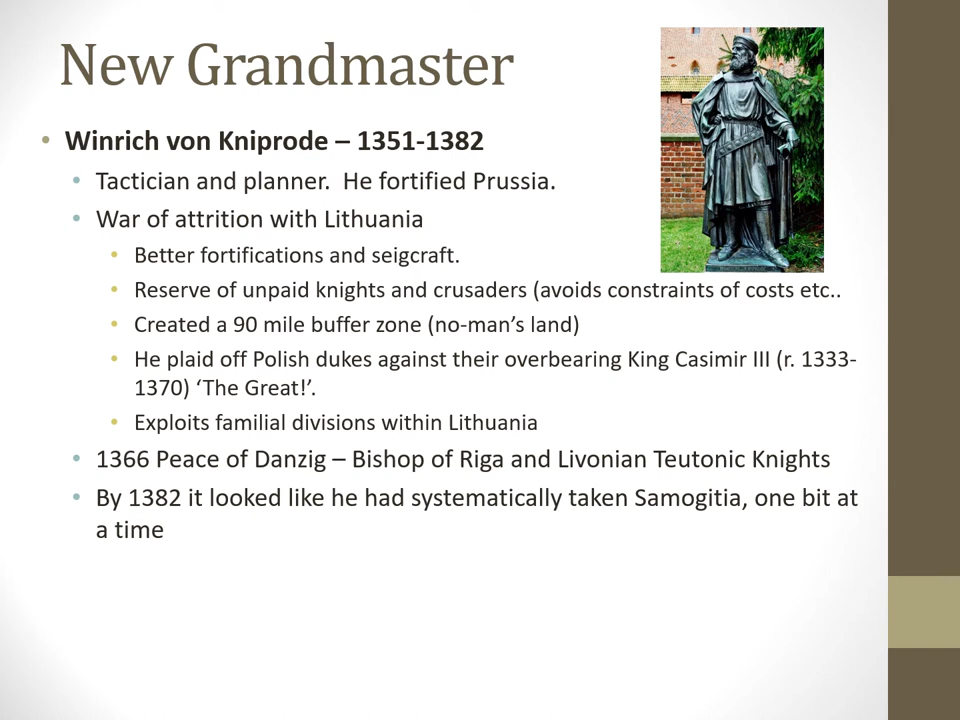 New Grandmaster
• Winrich von Kniprode – 1351-1382
• Tactician and planner.  He fortified Prussia.
• War of attrition with Lithuania
• Better fortifications and seigcraft.
• Reserve of unpaid knights and crusaders (avoids constraints of costs etc..
• Created a 90 mile buffer zone (no-man’s land)
• He plaid off Polish dukes against their overbearing King Casimir III (r. 1333-
1370) ‘The Great!’.
• Exploits familial divisions within Lithuania
• 1366 Peace of Danzig – Bishop of Riga and Livonian Teutonic Knights
• By 1382 it looked like he had systematically taken Samogitia, one bit at
a time